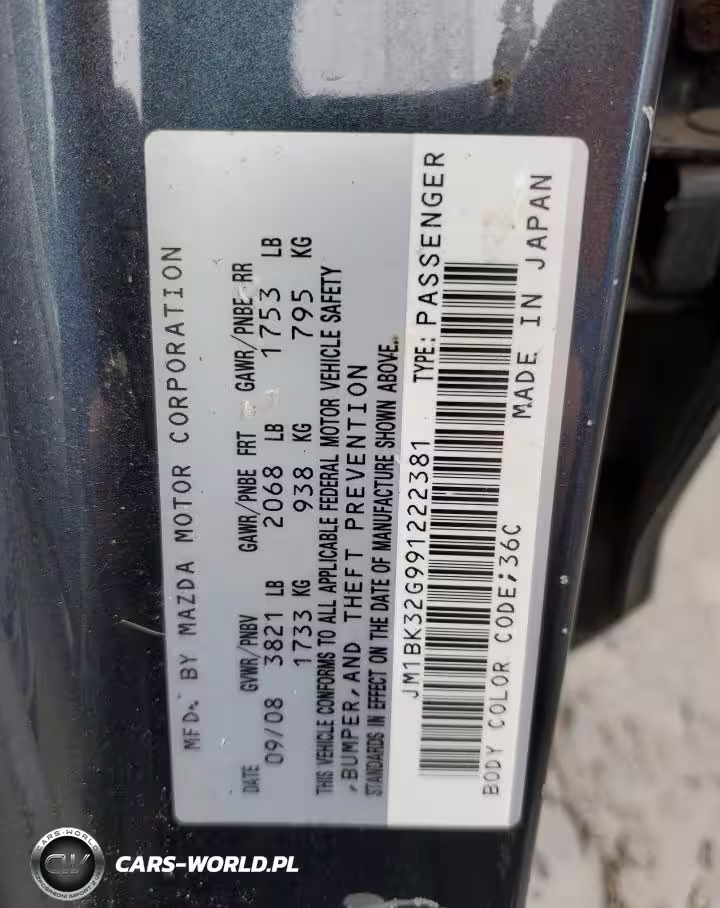 MFD. BY MAZDA MOTOR CORPORATION
DATE GVWR/PNBV GAWR/PNBE FRT GAWR/PNBE RR
09/08 3821 LB 2068 LB 1753 LB
1733 KG 938 KG 795 KG
THIS VEHICLE CONFORMS TO ALL APPLICABLE FEDERAL MOTOR VEHICLE SAFETY
,BUMPER,AND THEFT PREVENTION
STANDARDS IN EFFECT ON THE DATE OF MANUFACTURE SHOWN ABOVE.
JM1BK32G991222381 TYPE: PASSENGER
BODY COLOR CODE;36C MADE IN JAPAN
CARS-WORLD
CW
CARS-WORLD.PL